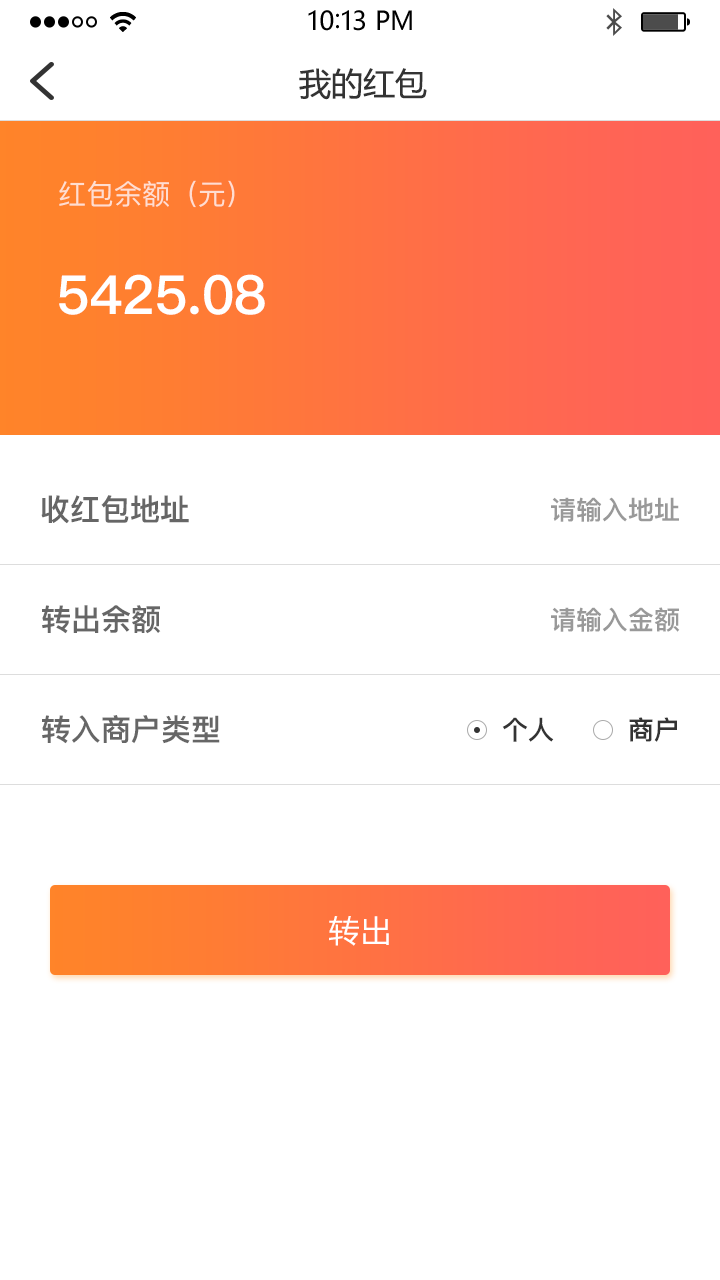 10:13 PM
我的红包
红包余额（元）
5425.08
收红包地址 请输入地址
转出余额 请输入金额
转入商户类型 个人 商户
转出